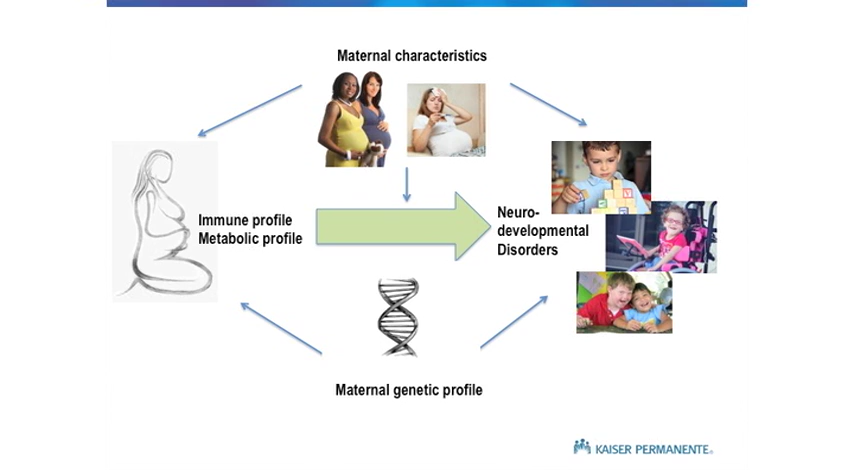 Maternal characteristics
Immune profile
Metabolic profile
Neuro-
developmental
Disorders
Maternal genetic profile
KAISER PERMANENTE®